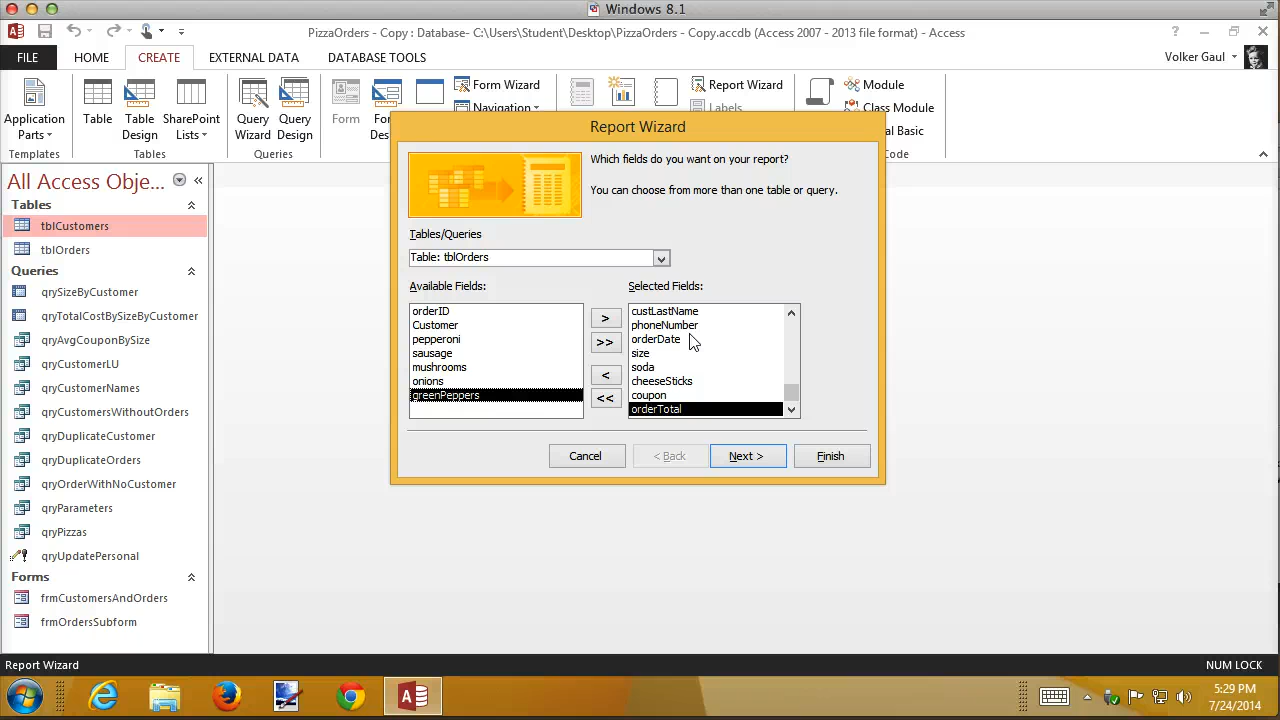 Windows 8.1
PizzaOrders - Copy : Database- C:\Users\Student\Desktop\PizzaOrders - Copy.accdb (Access 2007 - 2013 file format) - Access
FILE HOME CREATE EXTERNAL DATA DATABASE TOOLS Volker Gaul
Application Parts
Table
Table Design
SharePoint Lists
Query Wizard
Query Design
Form
Form Wizard
Navigation
Report Wizard
Labels
Module
Class Module
al Basic
Templates Tables Queries Code
All Access Obje...
Tables
tblCustomers
tblOrders
Queries
qrySizeByCustomer
qryTotalCostBySizeByCustomer
qryAvgCouponBySize
qryCustomerLU
qryCustomerNames
qryCustomersWithoutOrders
qryDuplicateCustomer
qryDuplicateOrders
qryOrderWithNoCustomer
qryParameters
qryPizzas
qryUpdatePersonal
Forms
frmCustomersAndOrders
frmOrdersSubform
Report Wizard
Which fields do you want on your report?
You can choose from more than one table or query.
Tables/Queries
Table: tblOrders
Available Fields:
orderID
Customer
pepperoni
sausage
mushrooms
onions
greenPeppers
>
>>
<
<<
Selected Fields:
custLastName
phoneNumber
orderDate
size
soda
cheeseSticks
coupon
orderTotal
Cancel < Back Next > Finish
Report Wizard NUM LOCK
5:29 PM
7/24/2014